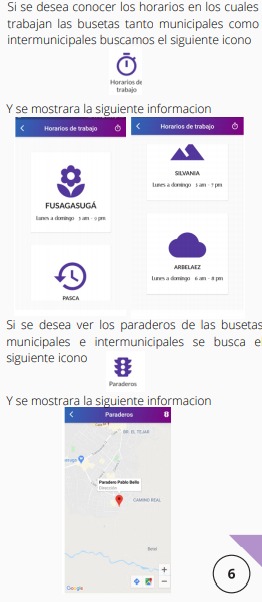 Si se desea conocer los horarios en los cuales
trabajan las busetas tanto municipales como
intermunicipales buscamos el siguiente icono
Horarios de
trabajo
Y se mostrara la siguiente informacion
Horarios de trabajo
FUSAGASUGÁ
Lunes a domingo 5 am - 9 pm
PASCA
Horarios de trabajo
SILVANIA
Lunes a domingo 5 am - 7 pm
ARBELAEZ
Lunes a domingo 6 am - 8 pm
Si se desea ver los paraderos de las busetas
municipales e intermunicipales se busca e
siguiente icono
Paraderos
Y se mostrara la siguiente informacion
Paraderos
BR. EL TEJAR
Paradero Pablo Bello
Dirección
CAMINO REAL
Google
6